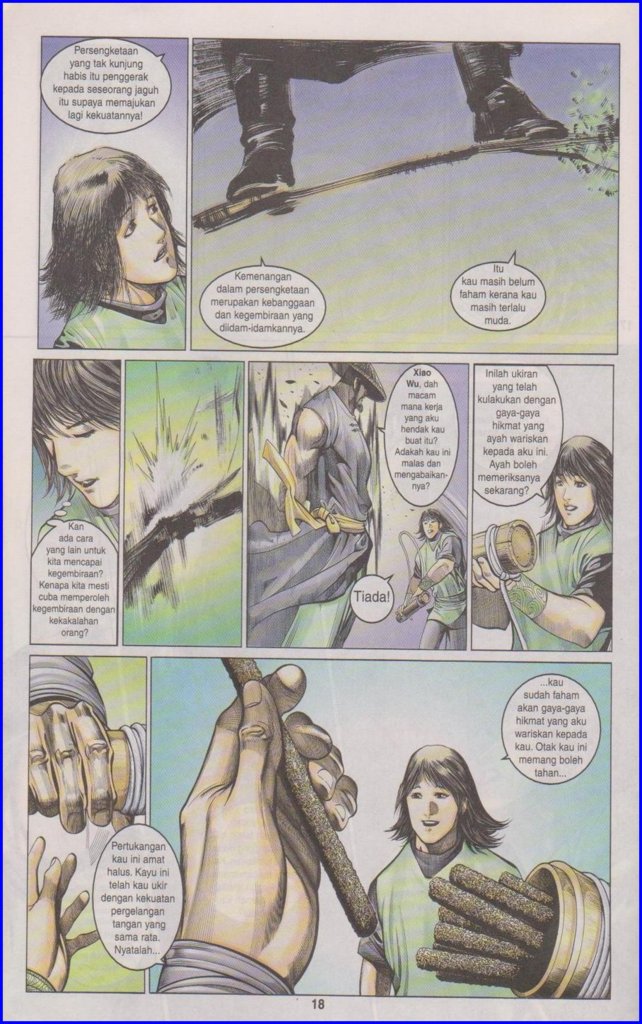 Persengketaan
yang tak kunjung
habis itu penggerak
kepada seseorang jaguh
itu supaya memajukan
lagi kekuatannya!
Kemenangan
dalam persengketaan
merupakan kebanggaan
dan kegembiraan yang
diidam-idamkannya.
Itu
kau masih belum
faham kerana kau
masih terlalu
muda.
Kan
ada cara
yang lain untuk
kita mencapai
kegembiraan?
Kenapa kita mesti
cuba memperoleh
kegembiraan dengan
kekakalahan
orang?
Xiao
Wu, dah
macam
mana kerja
yang aku
hendak kau
buat itu?
Adakah kau ini
malas dan
mengabaikan-
nya?
Tiada!
Inilah ukiran
yang telah
kulakukan dengan
gaya-gaya
hikmat yang
ayah wariskan
kepada aku ini.
Ayah boleh
memeriksanya
sekarang?
Pertukangan
kau ini amat
halus. Kayu ini
telah kau ukir
dengan kekuatan
pergelangan
tangan yang
sama rata.
Nyatalah...
...kau
sudah faham
akan gaya-gaya
hikmat yang aku
wariskan kepada
kau. Otak kau ini
memang boleh
tahan...
18